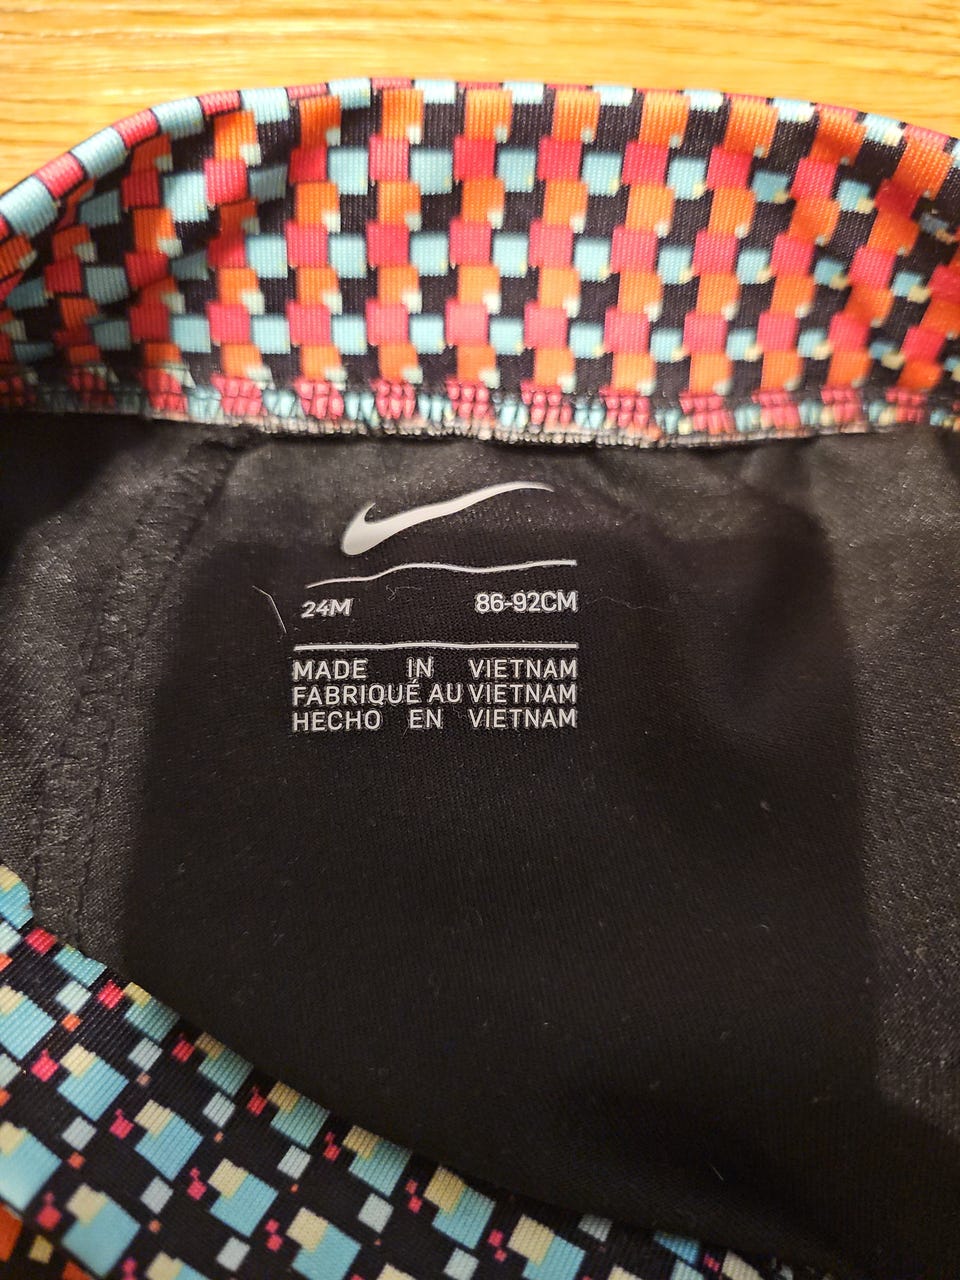 24M 86-92CM
MADE IN VIETNAM
FABRIQUÉ AU VIETNAM
HECHO EN VIETNAM